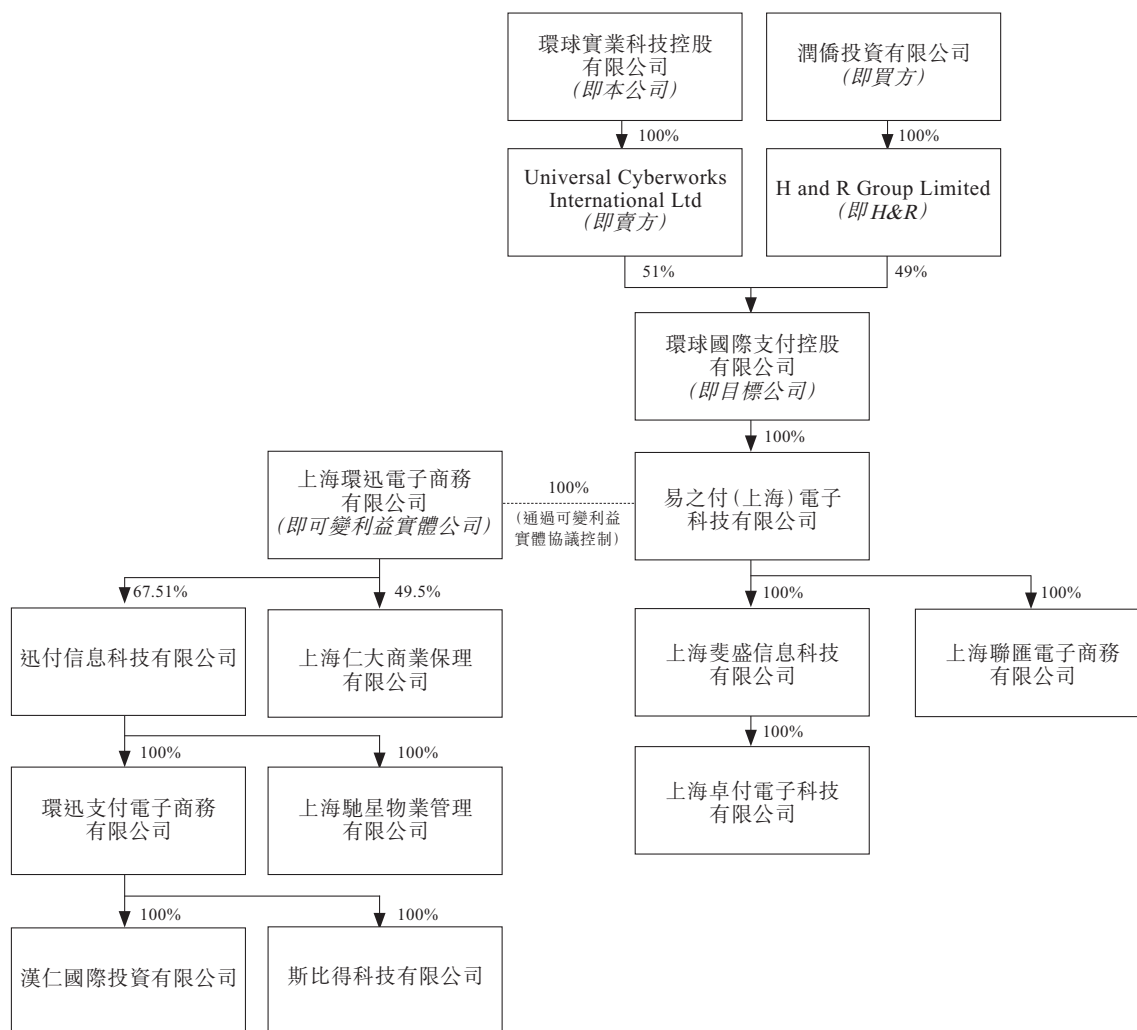 環球實業科技控股
有限公司
(即本公司)
潤僑投資有限公司
(即買方)
100%
100%
Universal Cyberworks
International Ltd
(即賣方)
H and R Group Limited
(即H&R)
51%
49%
環球國際支付控股
有限公司
(即目標公司)
100%
上海環迅電子商務
有限公司
(即可變利益實體公司)
100%
(通過可變利益
實體協議控制)
易之付(上海)電子
科技有限公司
67.51%
49.5%
100%
100%
迅付信息科技有限公司
上海仁大商業保理
有限公司
上海斐盛信息科技
有限公司
上海聯匯電子商務
有限公司
100%
100%
100%
環迅支付電子商務
有限公司
上海馳星物業管理
有限公司
上海卓付電子科技
有限公司
100%
100%
漢仁國際投資有限公司
斯比得科技有限公司